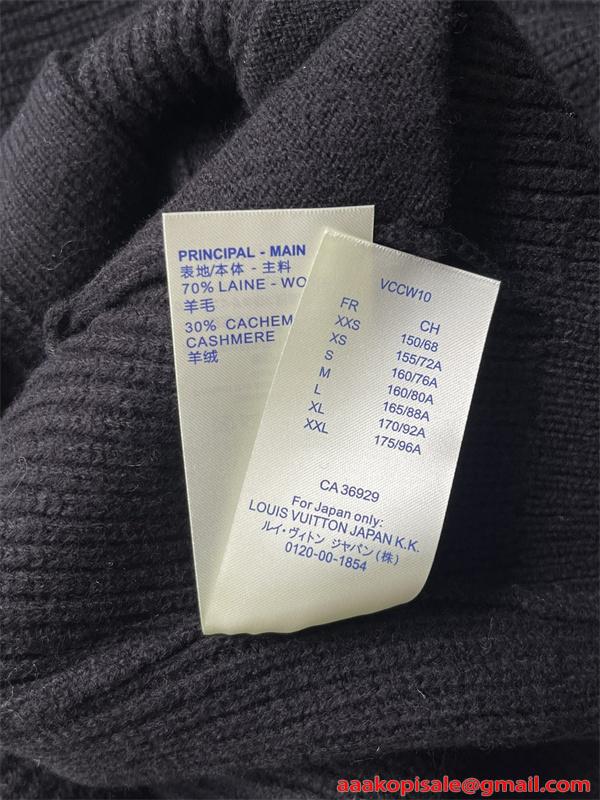 PRINCIPAL - MAIN
表地/本体 - 主料
70% LAINE - WO
羊毛
30% CACHEM
CASHMERE
羊绒
VCCW10
FR CH
XXS 150/68
XS 155/72A
S 160/76A
M 160/80A
L 165/88A
XL 170/92A
XXL 175/96A
CA 36929
For Japan only:
LOUIS VUITTON JAPAN K.K.
ルイ・ヴィトン ジャパン (株)
0120-00-1854
aaakopisale@gmail.com